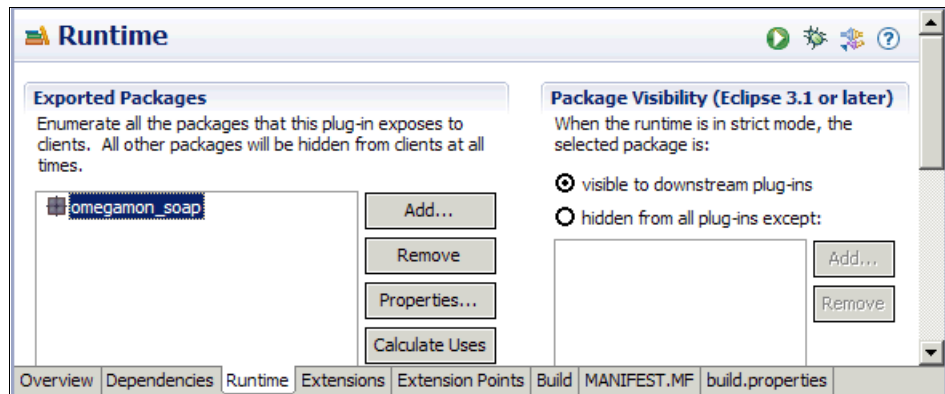 Runtime
Exported Packages
Enumerate all the packages that this plug-in exposes to
clients. All other packages will be hidden from clients at all
times.
omegamon_soap
Add...
Remove
Properties...
Calculate Uses
Package Visibility (Eclipse 3.1 or later)
When the runtime is in strict mode, the
selected package is:
visible to downstream plug-ins
hidden from all plug-ins except:
Add...
Remove
Overview Dependencies Runtime Extensions Extension Points Build MANIFEST.MF build.properties